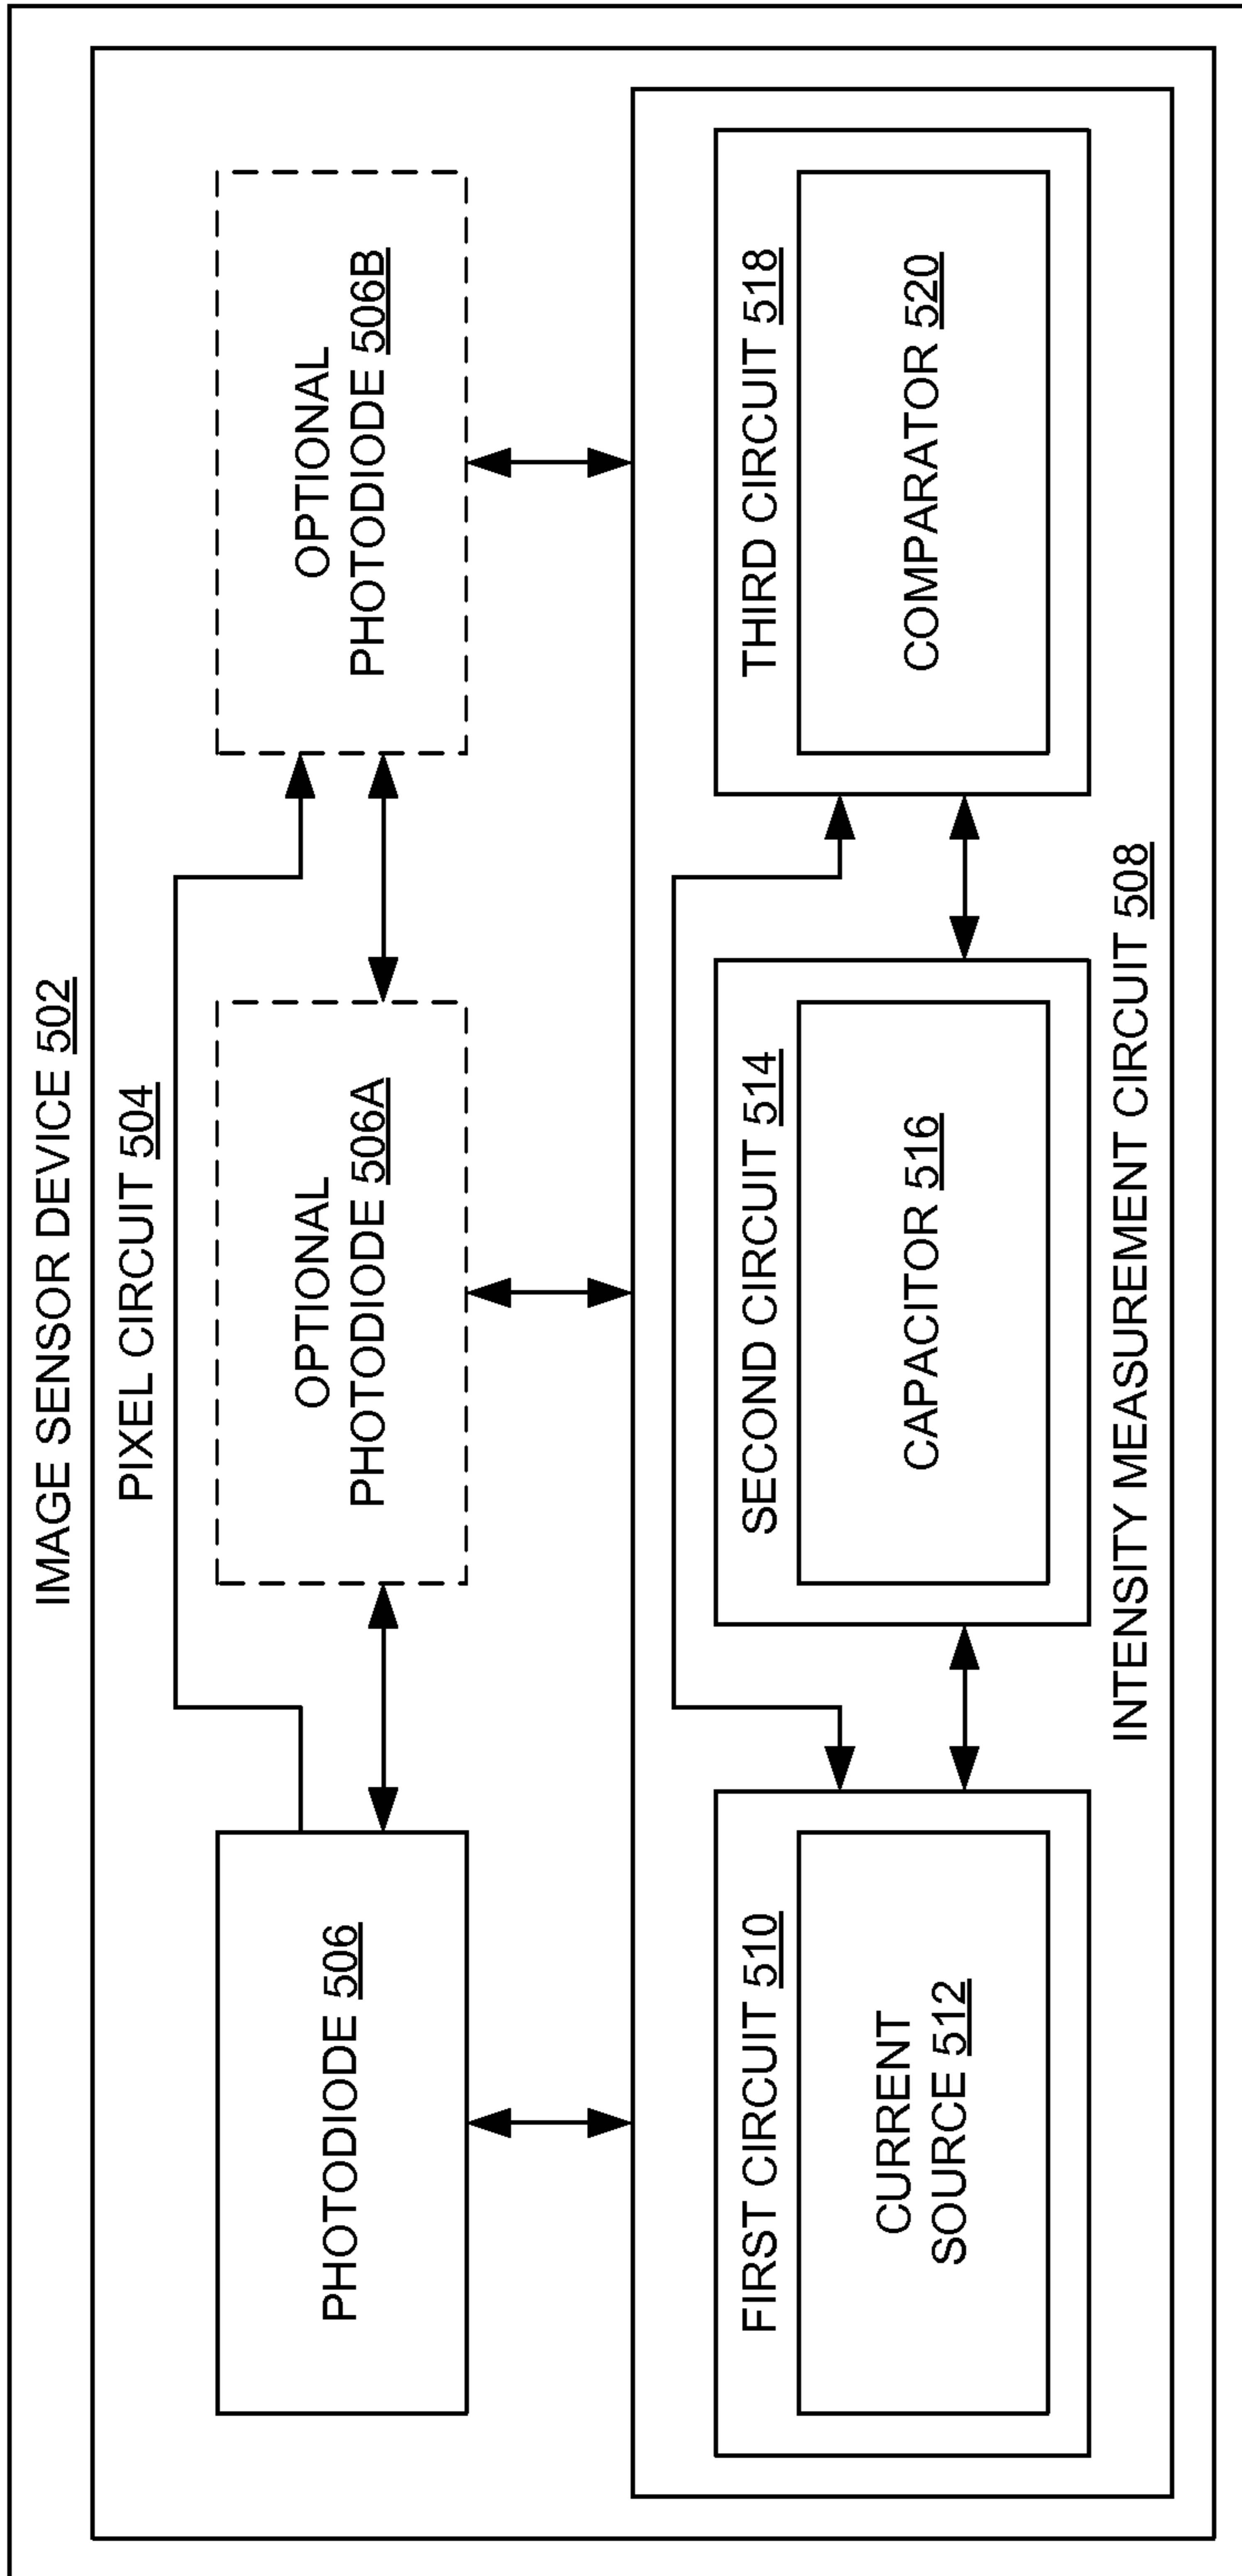 IMAGE SENSOR DEVICE 502
PIXEL CIRCUIT 504
PHOTODIODE 506
OPTIONAL
PHOTODIODE 506A
OPTIONAL
PHOTODIODE 506B
FIRST CIRCUIT 510
CURRENT
SOURCE 512
SECOND CIRCUIT 514
CAPACITOR 516
THIRD CIRCUIT 518
COMPARATOR 520
INTENSITY MEASUREMENT CIRCUIT 508